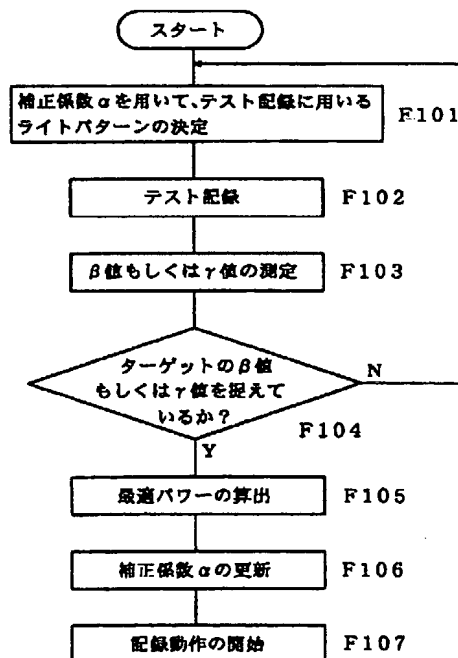 スタート
補正係数αを用いて、テスト記録に用いる
ライトパターンの決定
F101
テスト記録
F102
β値もしくはγ値の測定
F103
ターゲットのβ値
もしくはγ値を捉えて
いるか？
N
F104
Y
最適パワーの算出
F105
補正係数αの更新
F106
記録動作の開始
F107